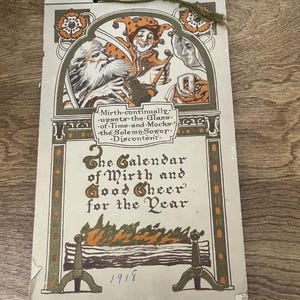 Mirth·continually·
upsets·the·Glass·
of·Time·and·Mocks·
the·Solemn·Sower·
·Discontent·
The Calendar
of Mirth and
Good Cheer
for the Year
1918